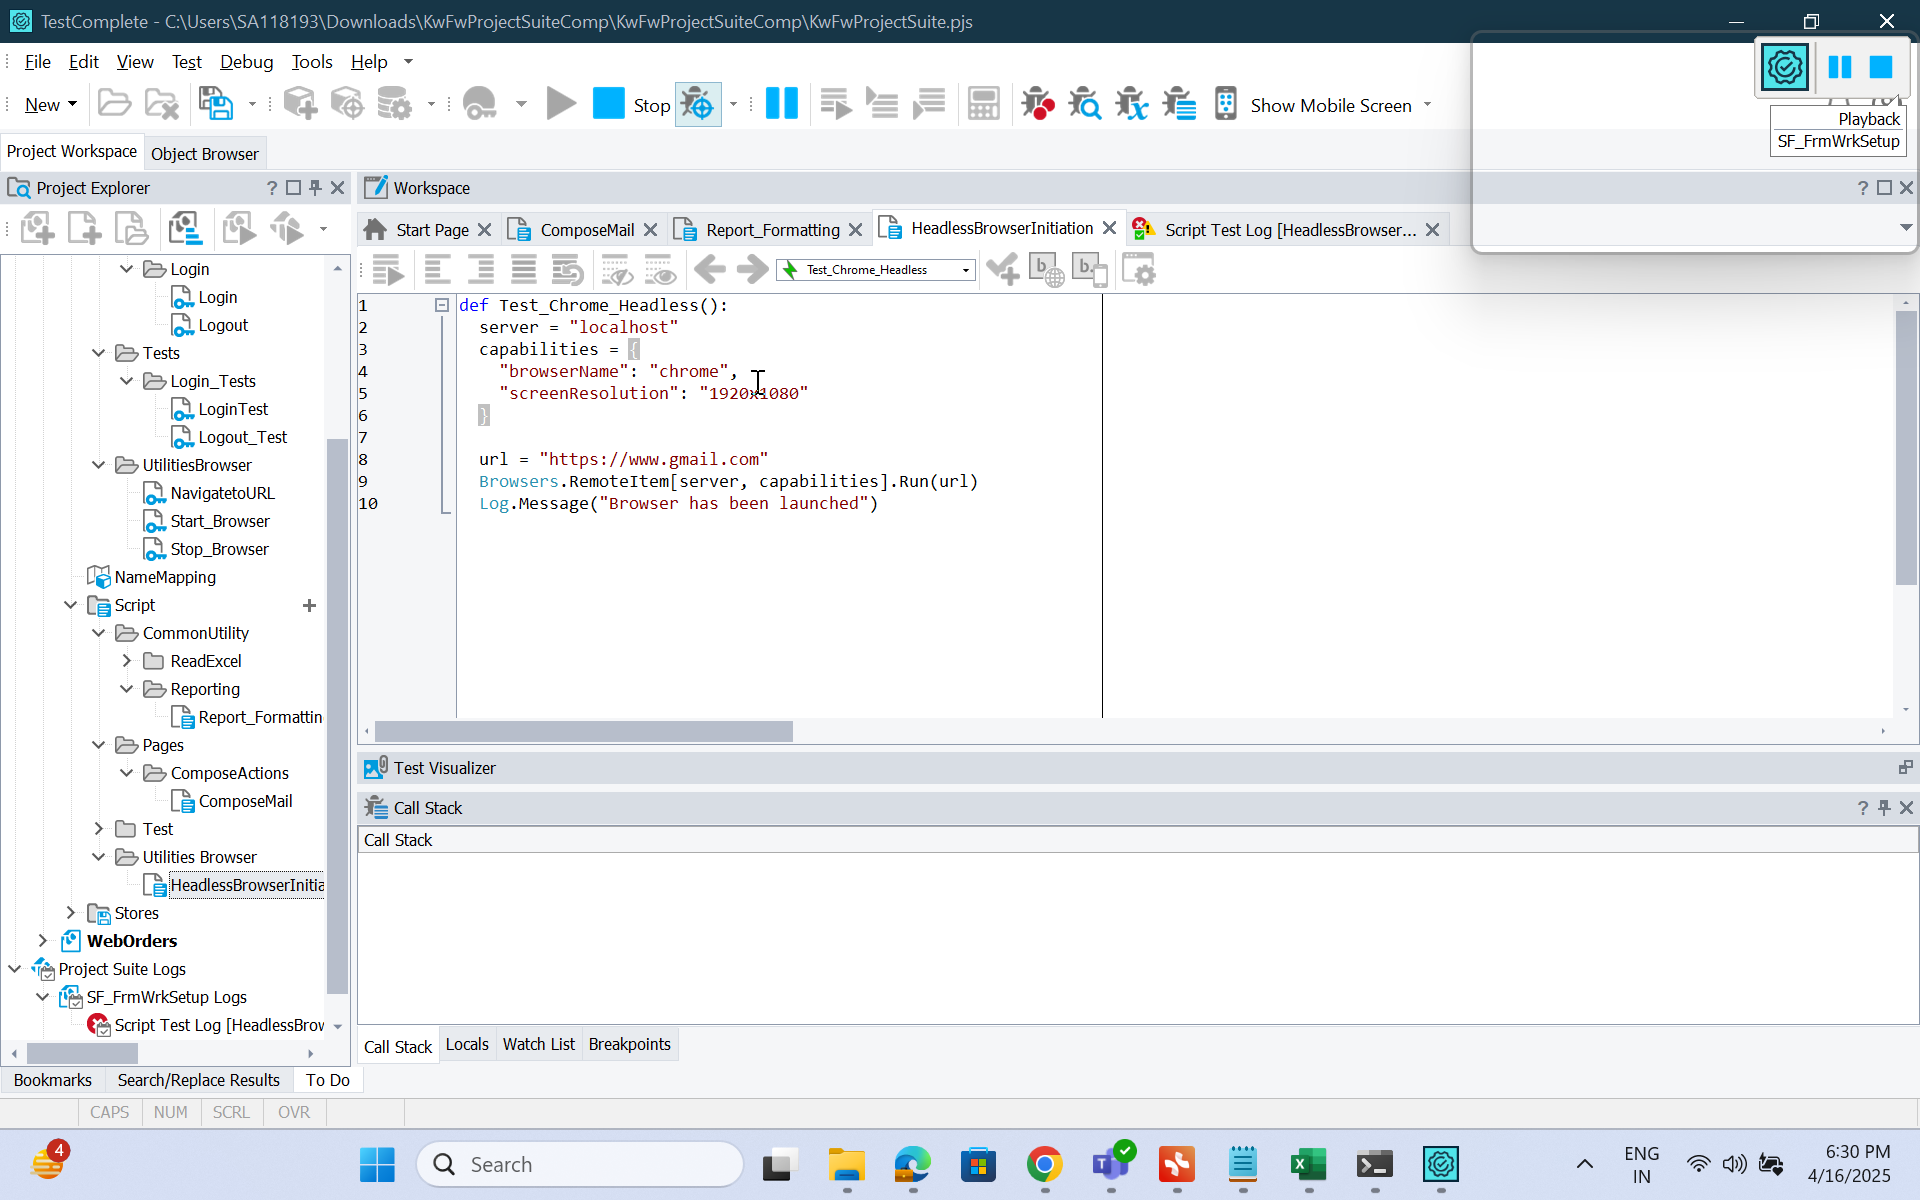 TestComplete - C:\Users\SA118193\Downloads\KwFwProjectSuiteComp\KwFwProjectSuiteComp\KwFwProjectSuite.pjs
File Edit View Test Debug Tools Help
New Stop Show Mobile Screen
Playback
SF_FrmWrkSetup
Project Workspace Object Browser
Project Explorer
Workspace
Start Page ComposeMail Report_Formatting HeadlessBrowserInitiation Script Test Log [HeadlessBrowser...
Test_Chrome_Headless
Login
Login
Logout
Tests
Login_Tests
LoginTest
Logout_Test
UtilitiesBrowser
NavigatetoURL
Start_Browser
Stop_Browser
NameMapping
Script
CommonUtility
ReadExcel
Reporting
Report_Formattin
Pages
ComposeActions
ComposeMail
Test
Utilities Browser
HeadlessBrowserInitia
Stores
WebOrders
Project Suite Logs
SF_FrmWrkSetup Logs
Script Test Log [HeadlessBrow
1 def Test_Chrome_Headless():
2 server = "localhost"
3 capabilities = {
4 "browserName": "chrome",
5 "screenResolution": "1920x1080"
6 }
7
8 url = "https://www.gmail.com"
9 Browsers.RemoteItem[server, capabilities].Run(url)
10 Log.Message("Browser has been launched")
Test Visualizer
Call Stack
Call Stack
Call Stack Locals Watch List Breakpoints
Bookmarks Search/Replace Results To Do
CAPS NUM SCRL OVR
4
Search
ENG
IN
6:30 PM
4/16/2025